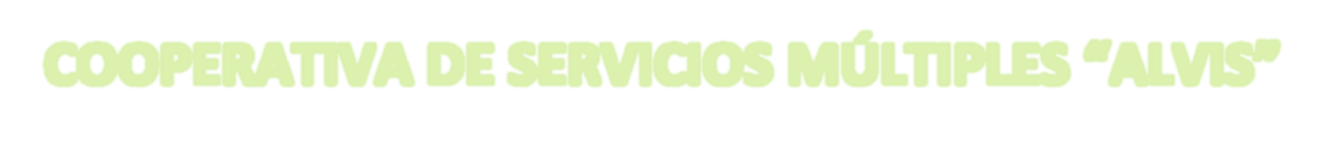 COOPERATIVA DE SERVICIOS MÚLTIPLES “ALVIS”